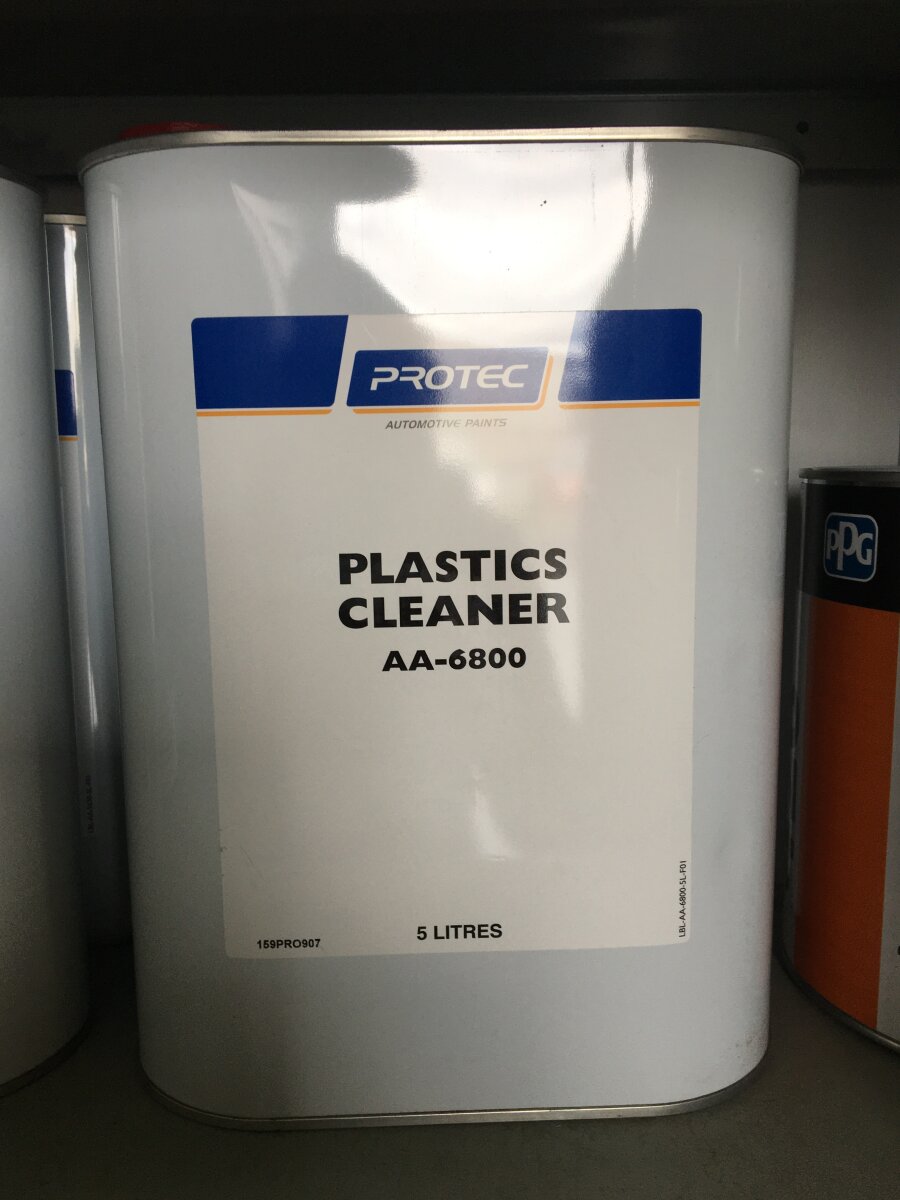 PROTEC
AUTOMOTIVE PAINTS
PLASTICS
CLEANER
AA-6800
5 LITRES
159PRO907
LBL-AA-6800-5L-F01
PPG